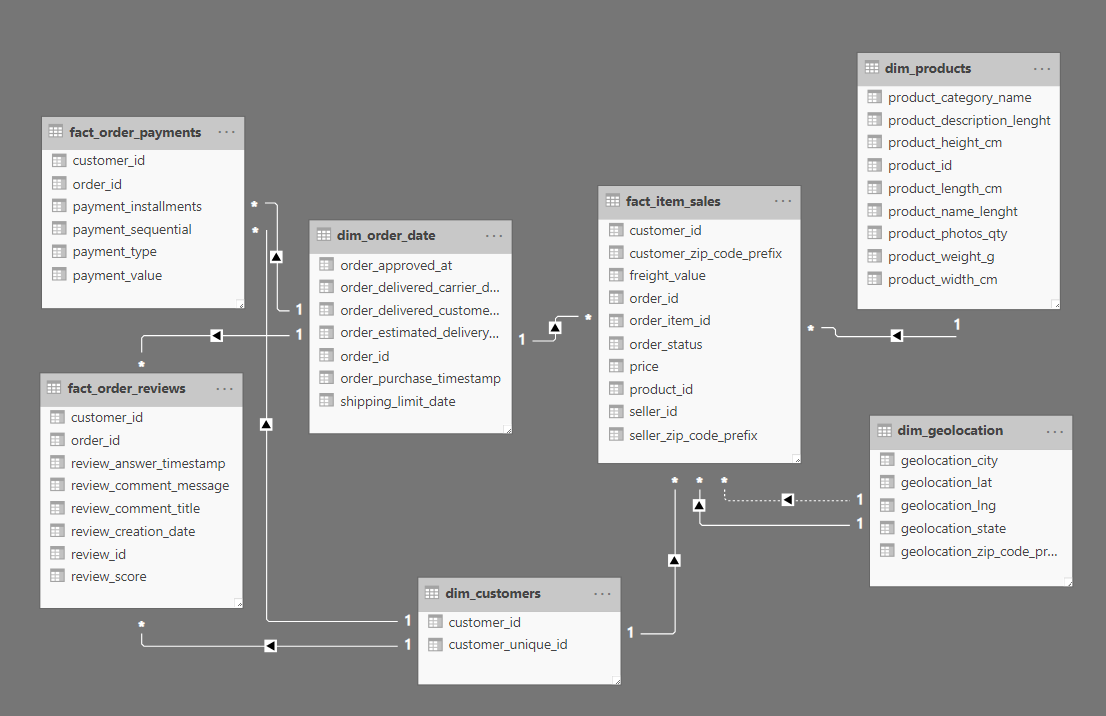 fact_order_payments ...
customer_id
order_id
payment_installments
payment_sequential
payment_type
payment_value
dim_order_date ...
order_approved_at
order_delivered_carrier_d...
order_delivered_custome...
order_estimated_delivery...
order_id
order_purchase_timestamp
shipping_limit_date
fact_item_sales ...
customer_id
customer_zip_code_prefix
freight_value
order_id
order_item_id
order_status
price
product_id
seller_id
seller_zip_code_prefix
dim_products ...
product_category_name
product_description_lenght
product_height_cm
product_id
product_length_cm
product_name_lenght
product_photos_qty
product_weight_g
product_width_cm
fact_order_reviews ...
customer_id
order_id
review_answer_timestamp
review_comment_message
review_comment_title
review_creation_date
review_id
review_score
dim_customers ...
customer_id
customer_unique_id
dim_geolocation ...
geolocation_city
geolocation_lat
geolocation_lng
geolocation_state
geolocation_zip_code_pr...
*
*
1
1
*
1
*
*
1
*
*
*
1
1
1
1
*
1